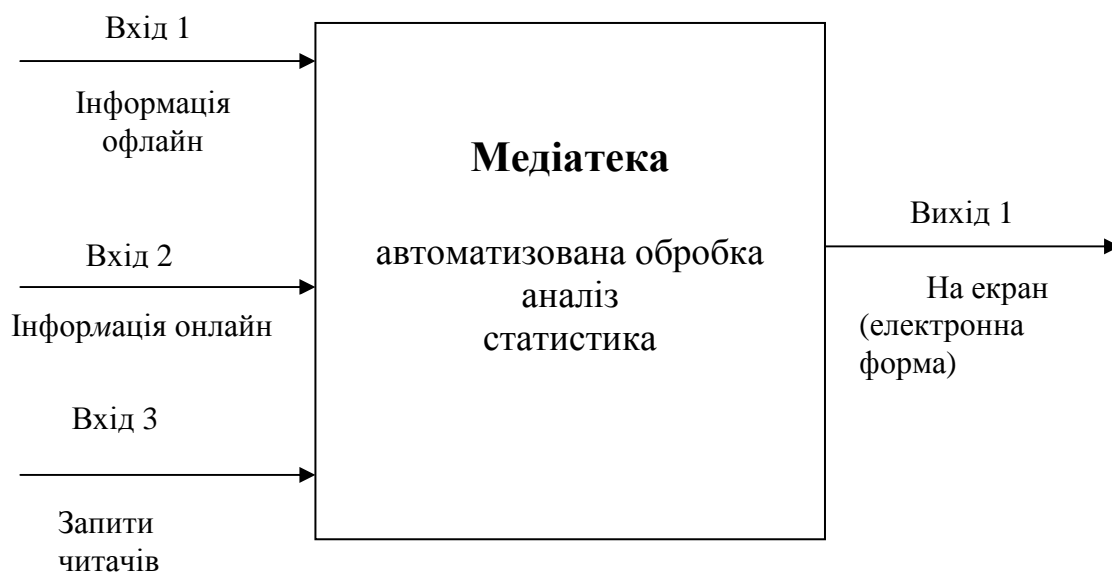 Вхід 1
Інформація
офлайн
Вхід 2
Інформація онлайн
Вхід 3
Запити
читачів
Медіатека
автоматизована обробка
аналіз
статистика
Вихід 1
На екран
(електронна
форма)